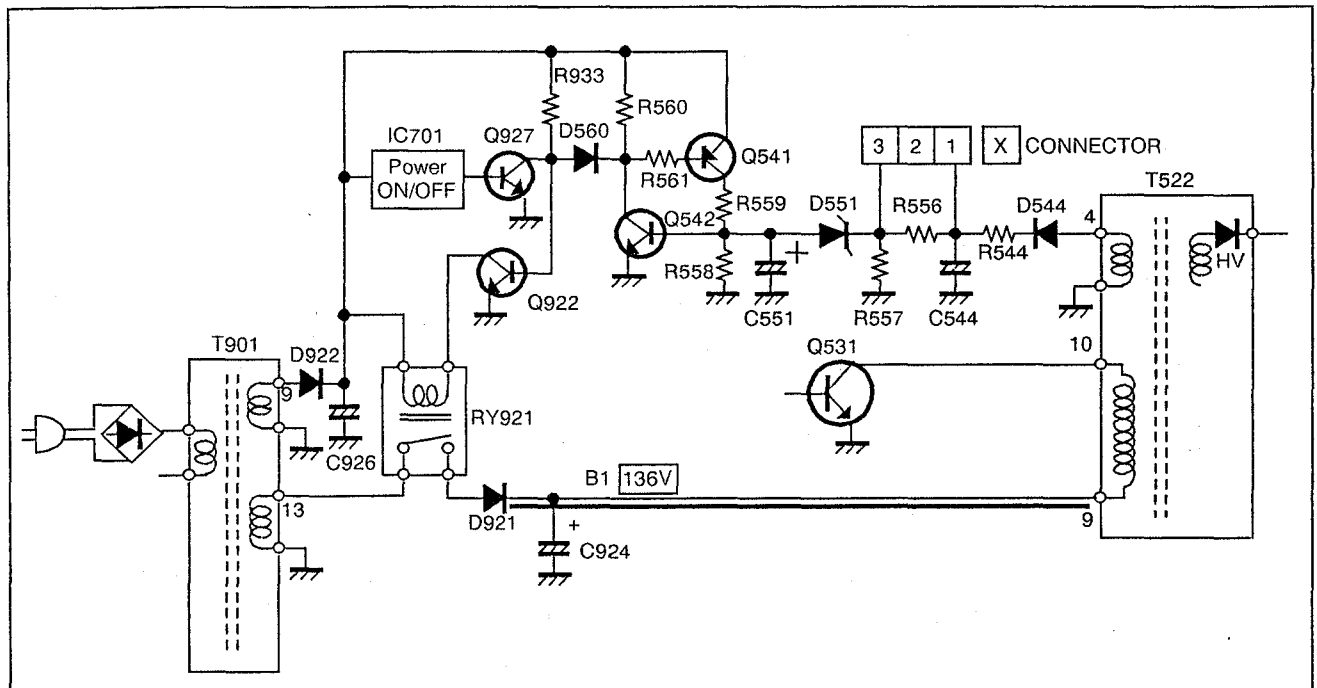 R933
R560
IC701
Power
ON/OFF
Q927
D560
R561
Q541
3 2 1 X CONNECTOR
T522
Q542
R559
D551
R556
D544
4
R544
HV
R558
C551
R557
C544
Q922
10
Q531
T901
D922
9
C926
RY921
13
B1 136V
D921
+
C924
9
+